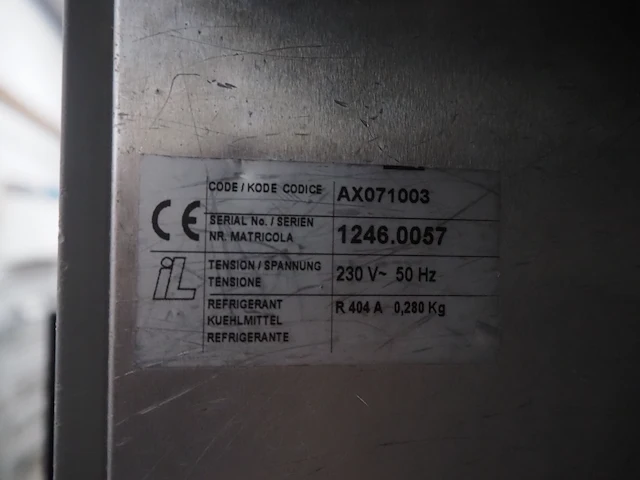 CE
CODE / KODE CODICE AX071003
SERIAL No. / SERIEN
NR. MATRICOLA 1246.0057
iL
TENSION / SPANNUNG
TENSIONE 230 V~ 50 Hz
REFRIGERANT R 404 A 0,280 Kg
KUEHLMITTEL
REFRIGERANTE